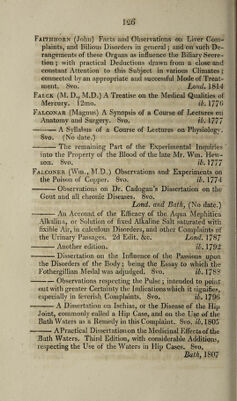 126
FAITHHORN (John) Facts and Observations on Liver Com-
plaints, and Bilious Disorders in general; and on such De-
rangements of these Organs as influence the Biliary Secre-
tion; with practical Deductions drawn from a close and
constant Attention to this Subject in various Climates;
connected by an appropriate and successful Mode of Treat-
ment. 8vo. Lond. 1814
FALCK (M. D., M.D.) A Treatise on the Medical Qualities of
Mercury. 12mo. ib. 1776
FALCONAR (Magnus) A Synopsis of a Course of Lectures on
Anatomy and Surgery. 8vo. ib. 1777
——— A Syllabus of a Course of Lectures on Physiology.
8vo. (No date.)
——— The remaining Part of the Experimental Inquiries
into the Property of the Blood of the late Mr. Wm. Hew-
son. 8vo. ib. 1777
FALCONER (Wm., M.D.) Observations and Experiments on
the Poison of Copper. 8vo. ib. 1774
——— Observations on Dr. Cadogan's Dissertation on the
Gout and all chronic Diseases. 8vo.
Lond. and Bath, (No date.)
——— An Account of the Efficacy of the Aqua Mephitica
Alkalina, or Solution of fixed Alkaline Salt saturated with
fixible Air, in calculous Disorders, and other Complaints of
the Urinary Passages. 2d Edit. &c. Lond. 1787
——— Another edition. ib. 1792
——— Dissertation on the Influence of the Passions upon
the Disorders of the Body; being the Essay to which the
Fothergillian Medal was adjudged. 8vo. ib. 1788
——— Observations respecting the Pulse; intended to point
out with greater Certainty the Indications which it signifies,
especially in feverish Complaints. 8vo. ib. 1796
——— A Dissertation on Ischias, or the Disease of the Hip
Joint, commonly called a Hip Case, and on the Use of the
Bath Waters as a Remedy in this Complaint. 8vo. ib. 1805
——— A Practical Dissertation on the Medicinal Effects of the
Bath Waters. Third Edition, with considerable Additions,
respecting the Use of the Waters in Hip Cases. 8vo.
Bath, 1807